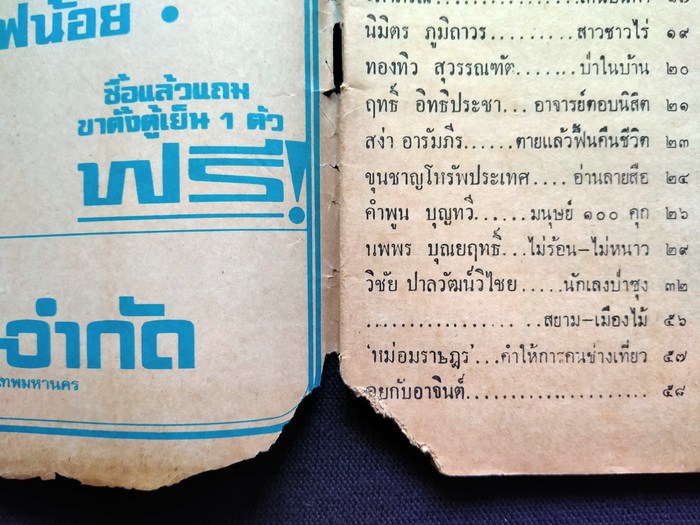 ฟน้อย •
ซื้อแล้วแถม
ขาตั้งตู้เย็น 1 ตัว
ฟรี!
จำกัด
เทพมหานคร
นิมิตร ภูมิถาวร............สาวชาวไร่ ๑๙
ทองทิว สุวรรณทัต........ป่าในบ้าน ๒๐
ฤทธิ์ อิทธิประชา... อาจารย์ตอบนิสิต ๒๑
สง่า อารัมภีร......ตายแล้วฟื้นคืนชีวิต ๒๓
ขุนชาญโหรัพประเทศ.... อ่านลายสือ ๒๔
คำพูน บุญทวี......มนุษย์ ๑๐๐ คุก ๒๖
นพพร บุณยฤทธิ์...ไม่ร้อน–ไม่หนาว ๒๙
วิชัย ปาลวัฒน์วิไชย.....นักเลงป่าซุง ๓๒
.......................สยาม–เมืองไม้ ๕๖
'หม่อมราษฎร'...คำให้การคนช่างเที่ยว ๕๗
คุยกับอาจินต์........................ ๕๘